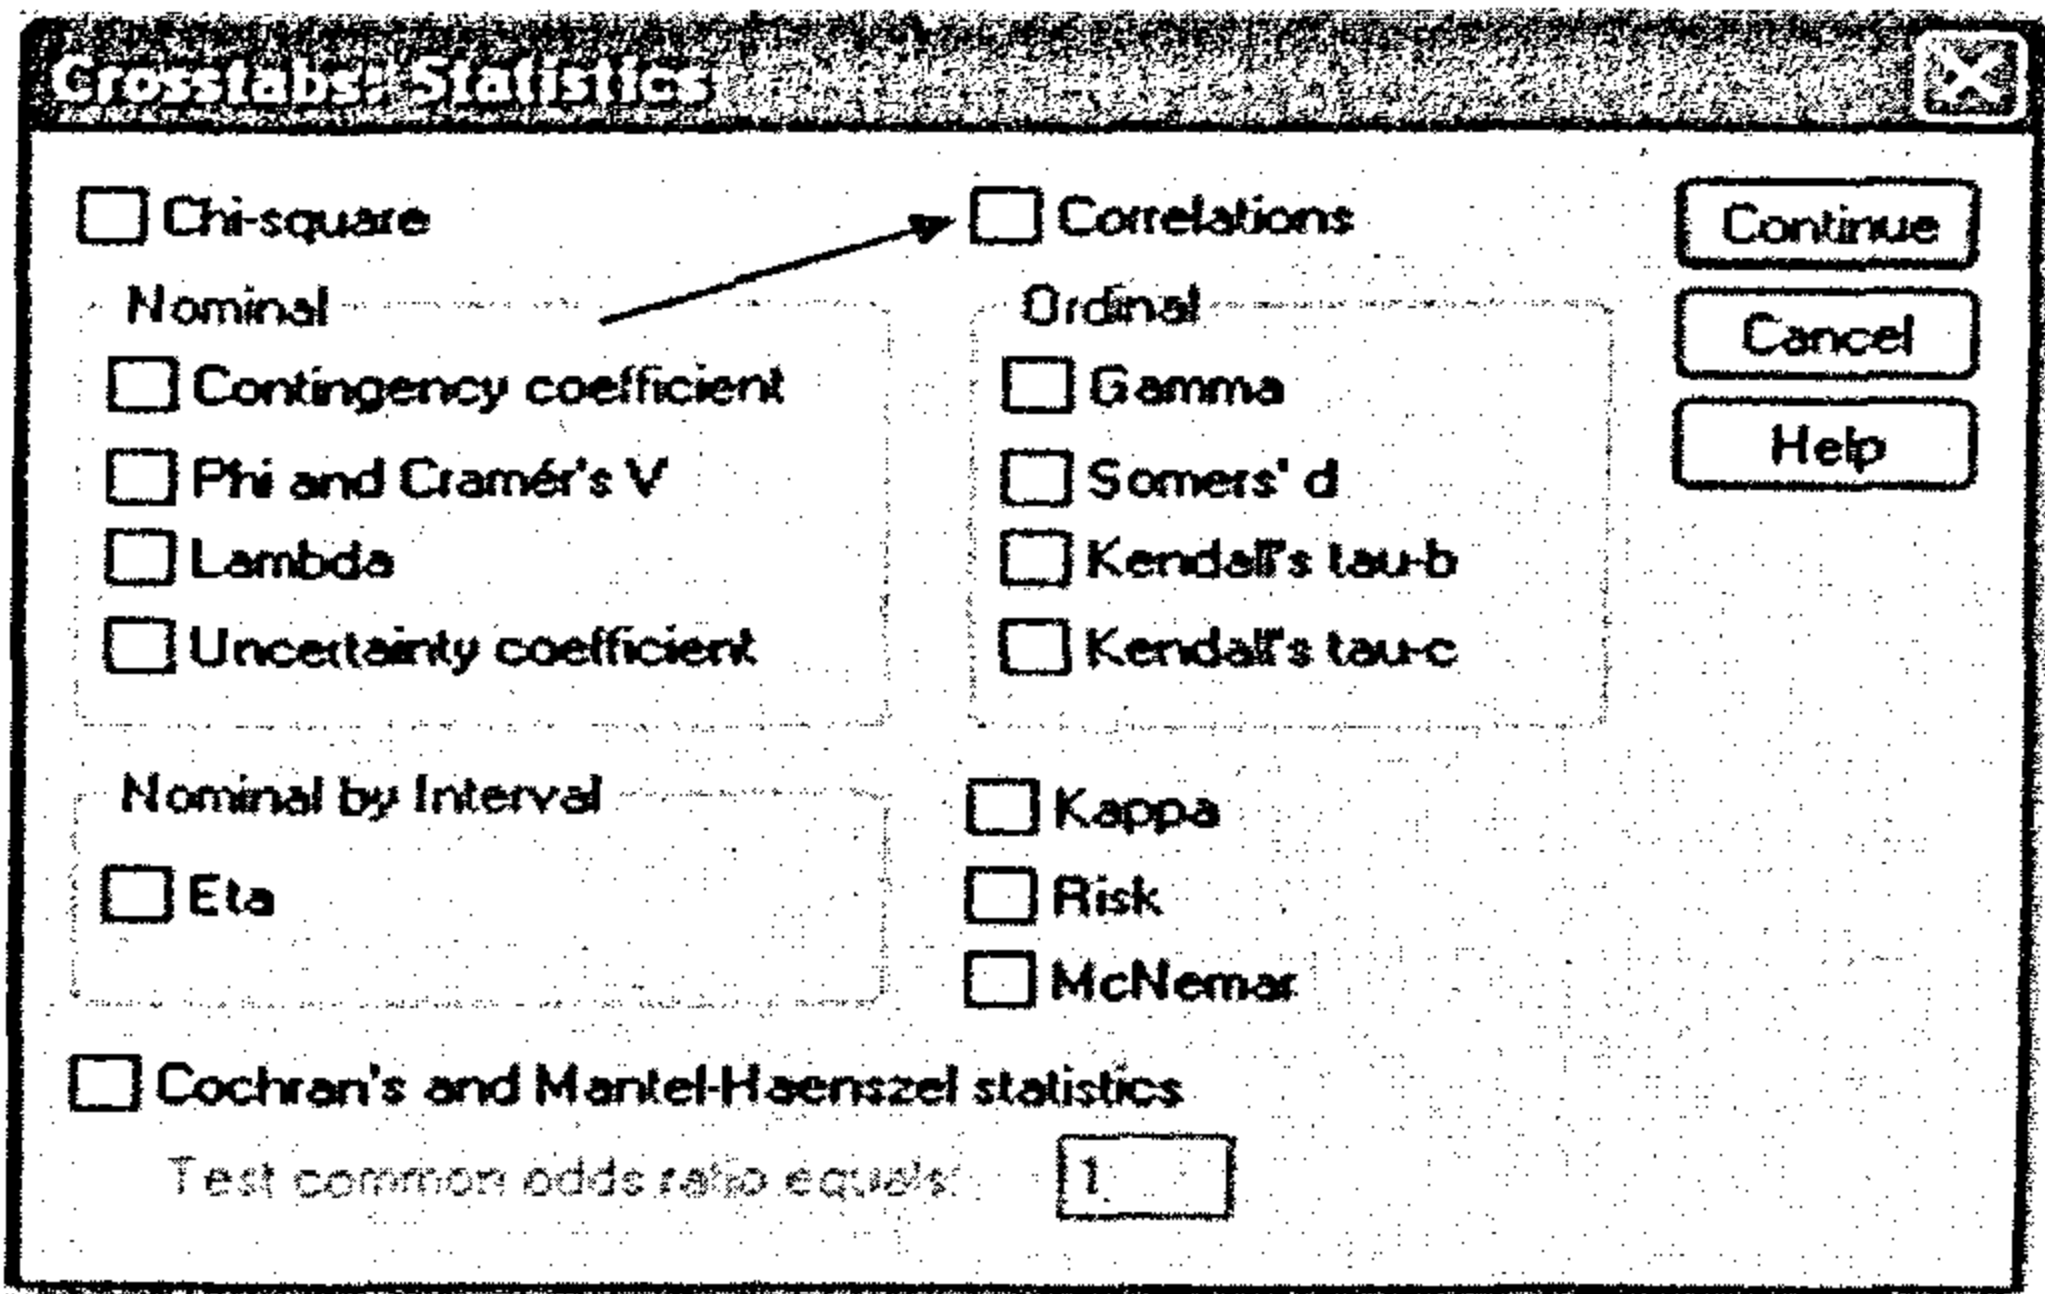 Crosstabs: Statistics
Chi-square
Correlations
Continue
Cancel
Help
Nominal
Contingency coefficient
Phi and Cramér's V
Lambda
Uncertainty coefficient
Ordinal
Gamma
Somers' d
Kendall's tau-b
Kendall's tau-c
Nominal by Interval
Eta
Kappa
Risk
McNemar
Cochran's and Mantel-Haenszel statistics
Test common odds ratio equals: 1